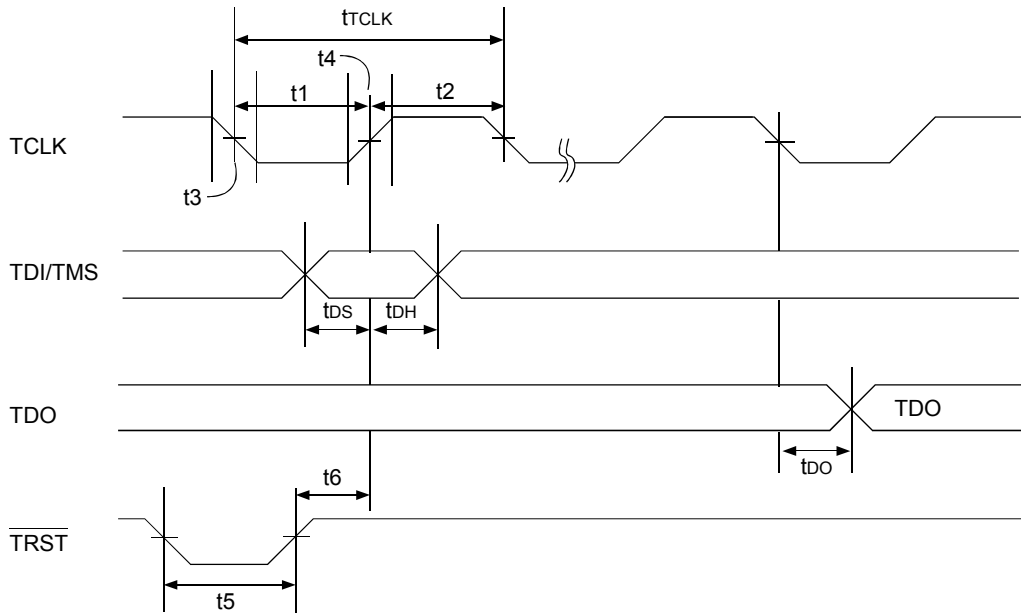 tTCLK
t4
t1
t2
TCLK
t3
TDI/TMS
tDS
tDH
TDO
TDO
tDO
t6
TRST
t5